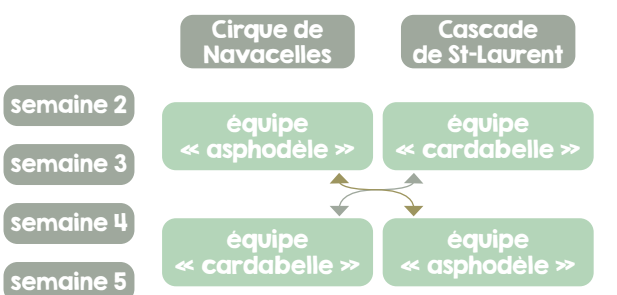 Cirque de
Navacelles
Cascade
de St-Laurent
semaine 2
équipe
« asphodèle »
équipe
« cardabelle »
semaine 3
semaine 4
équipe
« cardabelle »
équipe
« asphodèle »
semaine 5